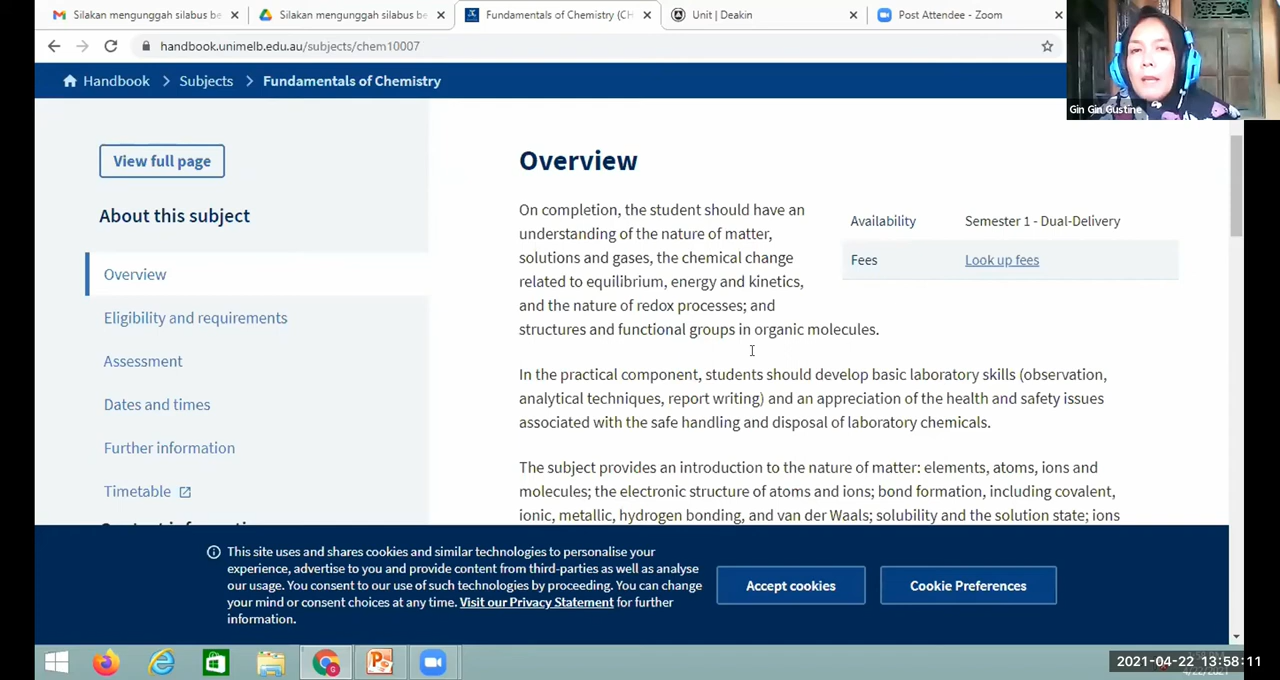 Silakan mengunggah silabus be
Silakan mengunggah silabus be
Fundamentals of Chemistry (CH
Unit | Deakin
Post Attendee - Zoom
handbook.unimelb.edu.au/subjects/chem10007
Gin Gin Gustine
Handbook > Subjects > Fundamentals of Chemistry
View full page
About this subject
Overview
Eligibility and requirements
Assessment
Dates and times
Further information
Timetable
Overview
On completion, the student should have an
understanding of the nature of matter,
solutions and gases, the chemical change
related to equilibrium, energy and kinetics,
and the nature of redox processes; and
structures and functional groups in organic molecules.
Availability Semester 1 - Dual-Delivery
Fees Look up fees
In the practical component, students should develop basic laboratory skills (observation,
analytical techniques, report writing) and an appreciation of the health and safety issues
associated with the safe handling and disposal of laboratory chemicals.
The subject provides an introduction to the nature of matter: elements, atoms, ions and
molecules; the electronic structure of atoms and ions; bond formation, including covalent,
ionic, metallic, hydrogen bonding, and van der Waals; solubility and the solution state; ions
This site uses and shares cookies and similar technologies to personalise your
experience, advertise to you and provide content from third-parties as well as analyse
our usage. You consent to our use of such technologies by proceeding. You can change
your mind or consent choices at any time. Visit our Privacy Statement for further
information.
Accept cookies
Cookie Preferences
2021-04-22 13:58:11